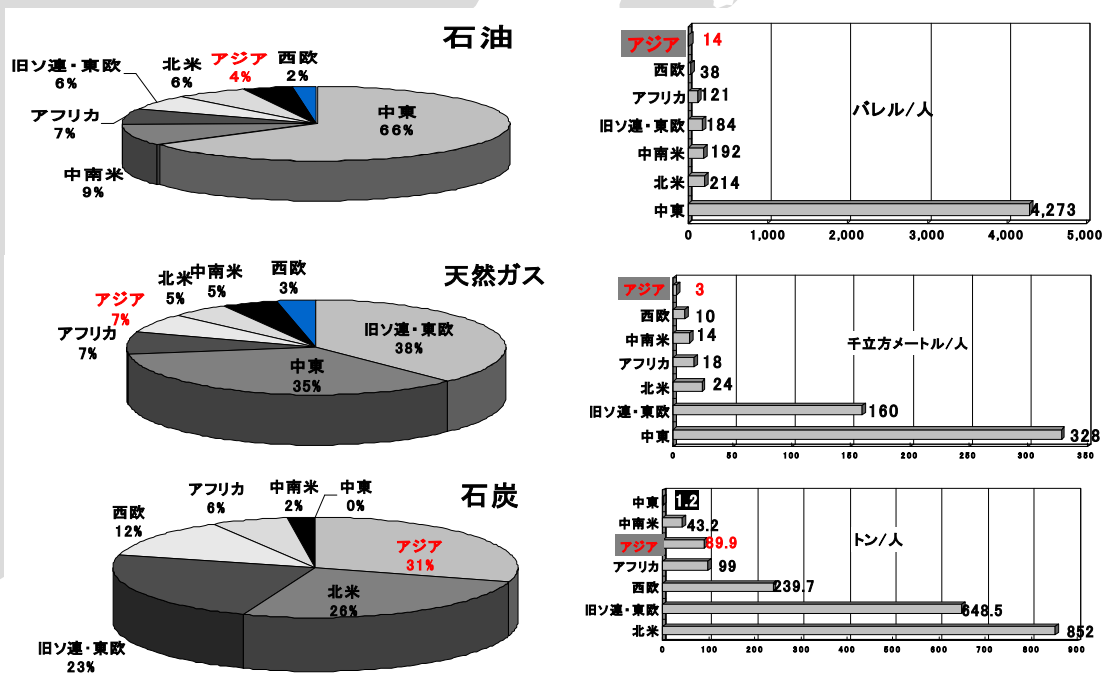 石油
旧ソ連・東欧
6%
北米
6%
アジア
4%
西欧
2%
アフリカ
7%
中東
66%
中南米
9%
アジア 14
西欧 38
アフリカ 121
旧ソ連・東欧 184
中南米 192
北米 214
中東 4,273
バレル/人
0 1,000 2,000 3,000 4,000 5,000
天然ガス
アジア
7%
北米
5%
中南米
5%
西欧
3%
アフリカ
7%
旧ソ連・東欧
38%
中東
35%
アジア 3
西欧 10
中南米 14
アフリカ 18
北米 24
旧ソ連・東欧 160
中東 328
千立方メートル/人
0 50 100 150 200 250 300 350
石炭
西欧
12%
アフリカ
6%
中南米
2%
中東
0%
アジア
31%
北米
26%
旧ソ連・東欧
23%
中東 1.2
中南米 43.2
アジア 89.9
アフリカ 99
西欧 239.7
旧ソ連・東欧 648.5
北米 852
トン/人
0 100 200 300 400 500 600 700 800 900